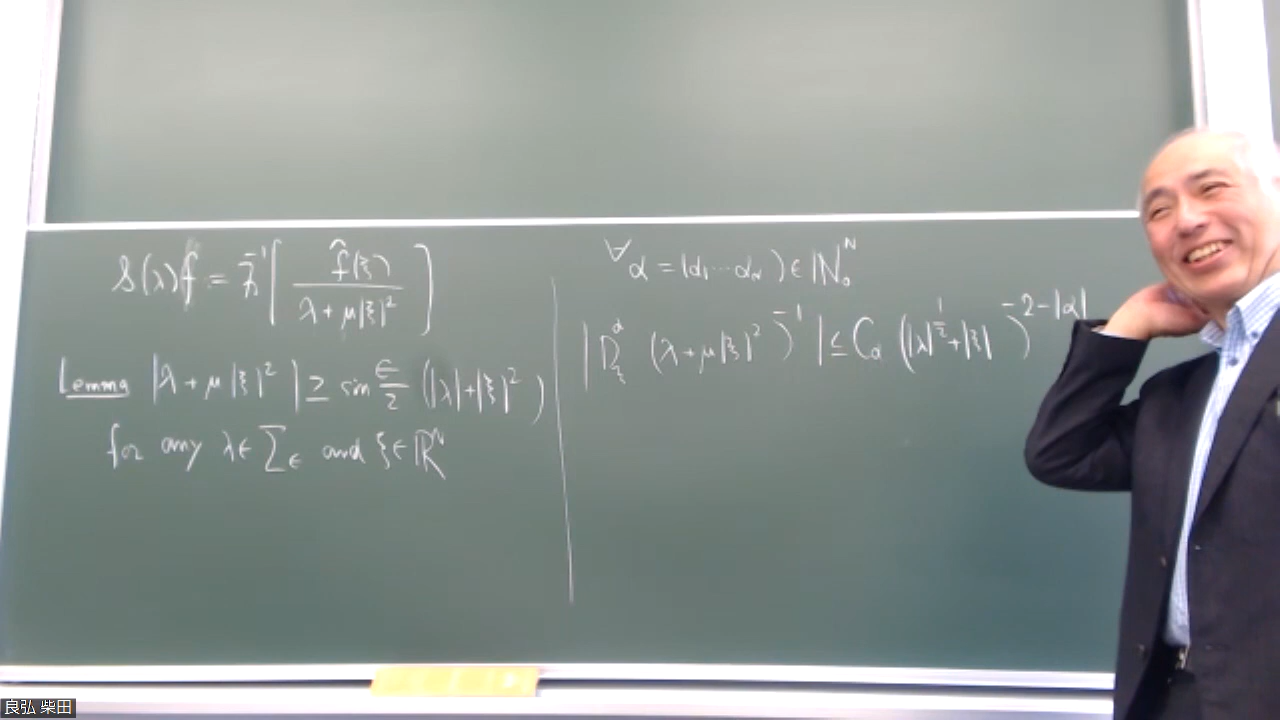 S(λ)f = F⁻¹[ f̂(ξ) / (λ + μ|ξ|²) ]
Lemma |λ + μ|ξ|²| ≥ sin ϵ/2 (|λ|+|ξ|²)
for any λ∈Σ_ϵ and ξ∈ℝᴺ
∀α = (α₁⋯α_N) ∈ ℕ₀ᴺ
|D_ξ^α (λ + μ|ξ|²)⁻¹| ≤ C_α (|λ|^{1/2}+|ξ|)^{-2-|α|}
良弘 柴田